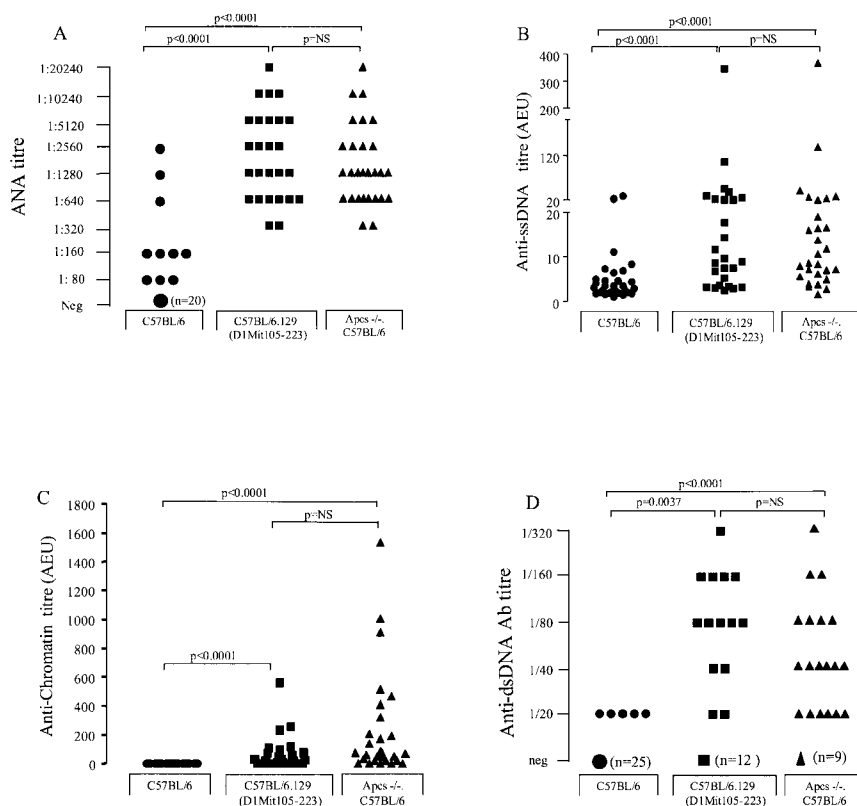 A
p<0.0001
p<0.0001
p=NS
ANA titre
1:20240
1:10240
1:5120
1:2560
1:1280
1:640
1:320
1:160
1: 80
Neg
(n=20)
C57BL/6
C57BL/6.129
(D1Mit105-223)
Apcs -/-.
C57BL/6
B
p<0.0001
p<0.0001
p=NS
Anti-ssDNA titre (AEU)
400
300
200
120
20
20
10
0
C57BL/6
C57BL/6.129
(D1Mit105-223)
Apcs -/-.
C57BL/6
C
p<0.0001
p=NS
p<0.0001
Anti-Chromatin titre (AEU)
1800
1600
1400
1200
1000
800
600
400
200
0
C57BL/6
C57BL/6.129
(D1Mit105-223)
Apcs -/-.
C57BL/6
D
p<0.0001
p=0.0037
p=NS
Anti-dsDNA Ab titre
1/320
1/160
1/80
1/40
1/20
neg
(n=25)
(n=12 )
(n=9)
C57BL/6
C57BL/6.129
(D1Mit105-223)
Apcs -/-.
C57BL/6